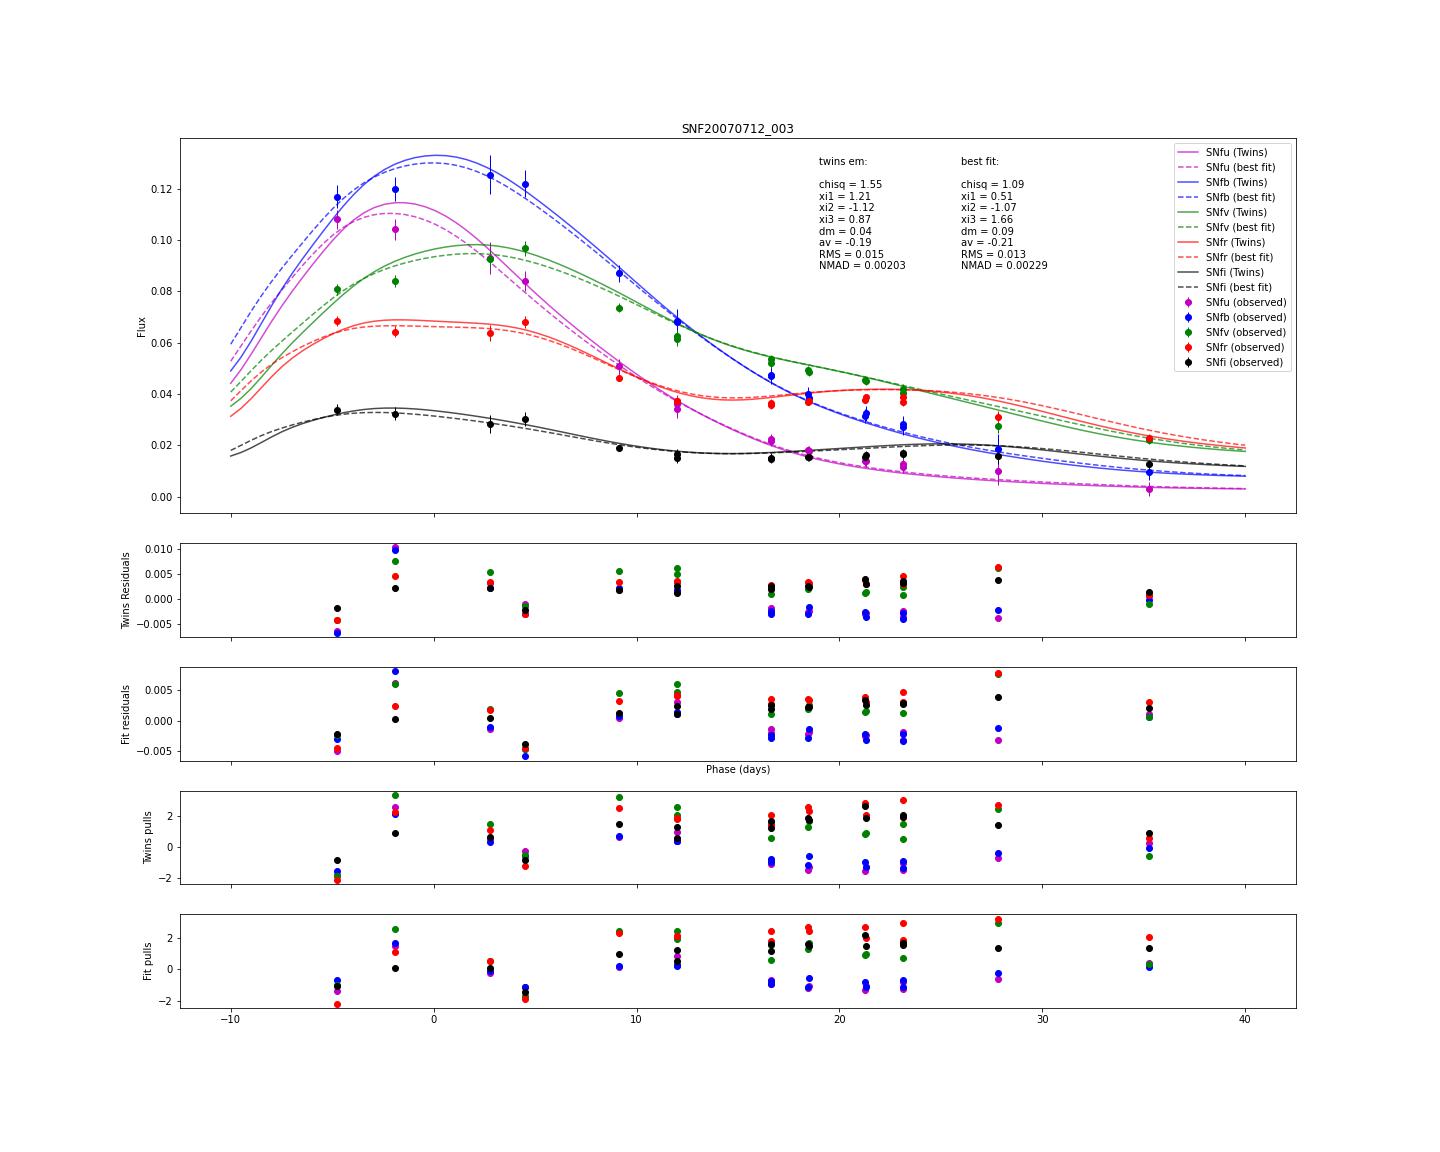 SNF20070712_003
twins em:
best fit:
chisq = 1.55
xi1 = 1.21
xi2 = -1.12
xi3 = 0.87
dm = 0.04
av = -0.19
RMS = 0.015
NMAD = 0.00203
chisq = 1.09
xi1 = 0.51
xi2 = -1.07
xi3 = 1.66
dm = 0.09
av = -0.21
RMS = 0.013
NMAD = 0.00229
SNfu (Twins)
SNfu (best fit)
SNfb (Twins)
SNfb (best fit)
SNfv (Twins)
SNfv (best fit)
SNfr (Twins)
SNfr (best fit)
SNfi (Twins)
SNfi (best fit)
SNfu (observed)
SNfb (observed)
SNfv (observed)
SNfr (observed)
SNfi (observed)
Flux
0.12
0.10
0.08
0.06
0.04
0.02
0.00
Twins Residuals
0.010
0.005
0.000
−0.005
Fit residuals
0.005
0.000
−0.005
Phase (days)
Twins pulls
2
0
−2
Fit pulls
2
0
−2
−10
0
10
20
30
40